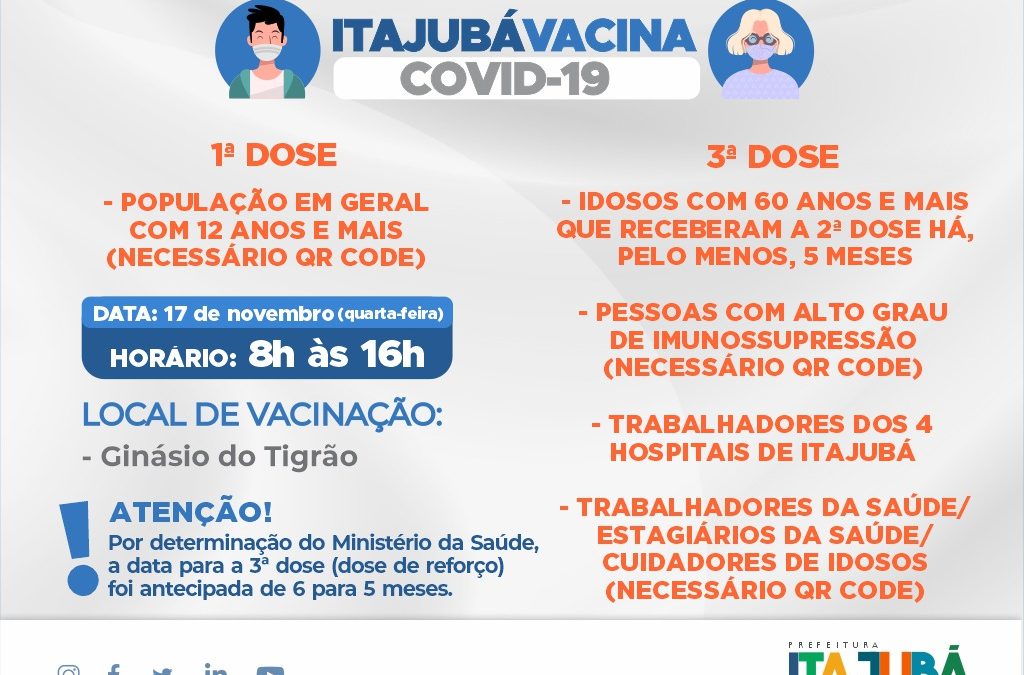 ITAJUBÁVACINA
COVID-19
1ª DOSE
- POPULAÇÃO EM GERAL
COM 12 ANOS E MAIS
(NECESSÁRIO QR CODE)
DATA: 17 de novembro (quarta-feira)
HORÁRIO: 8h às 16h
LOCAL DE VACINAÇÃO:
- Ginásio do Tigrão
! ATENÇÃO!
Por determinação do Ministério da Saúde,
a data para a 3ª dose (dose de reforço)
foi antecipada de 6 para 5 meses.
3ª DOSE
- IDOSOS COM 60 ANOS E MAIS
QUE RECEBERAM A 2ª DOSE HÁ,
PELO MENOS, 5 MESES
- PESSOAS COM ALTO GRAU
DE IMUNOSSUPRESSÃO
(NECESSÁRIO QR CODE)
- TRABALHADORES DOS 4
HOSPITAIS DE ITAJUBÁ
- TRABALHADORES DA SAÚDE/
ESTAGIÁRIOS DA SAÚDE/
CUIDADORES DE IDOSOS
(NECESSÁRIO QR CODE)
PREFEITURA
ITAJUBÁ